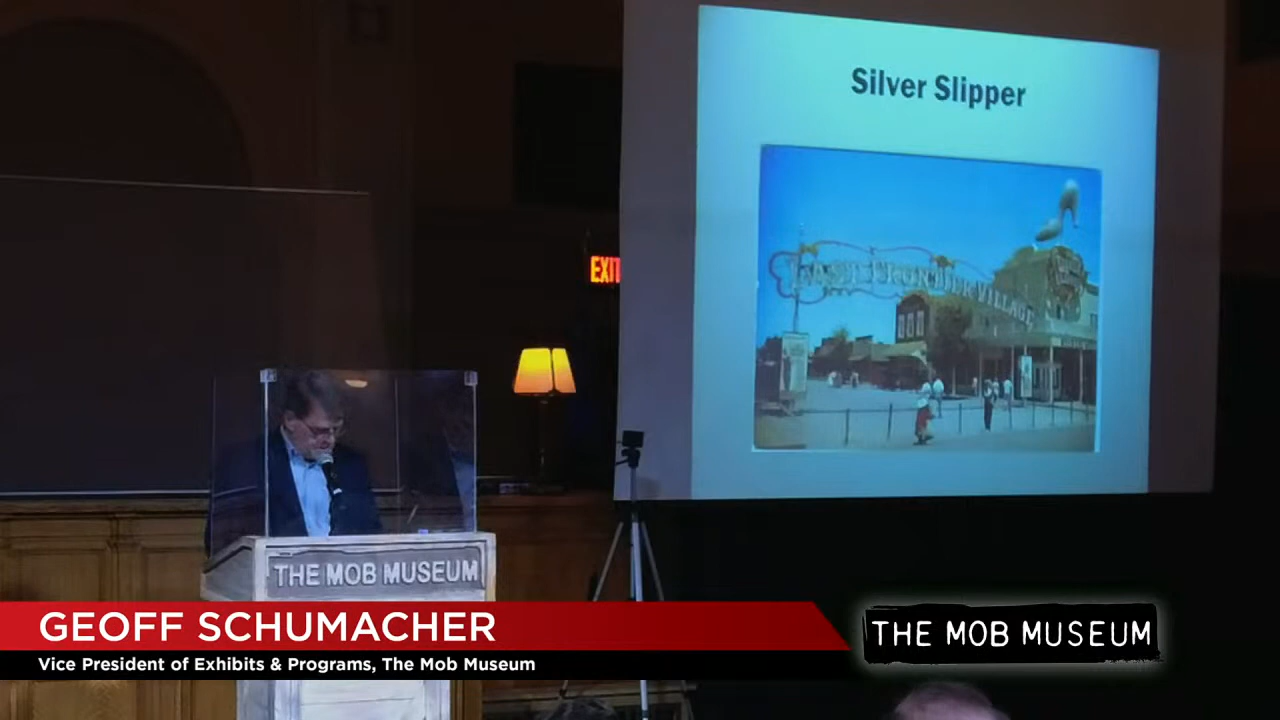 Silver Slipper
LAST FRONTIER VILLAGE
EXIT
THE MOB MUSEUM
GEOFF SCHUMACHER
Vice President of Exhibits & Programs, The Mob Museum
THE MOB MUSEUM